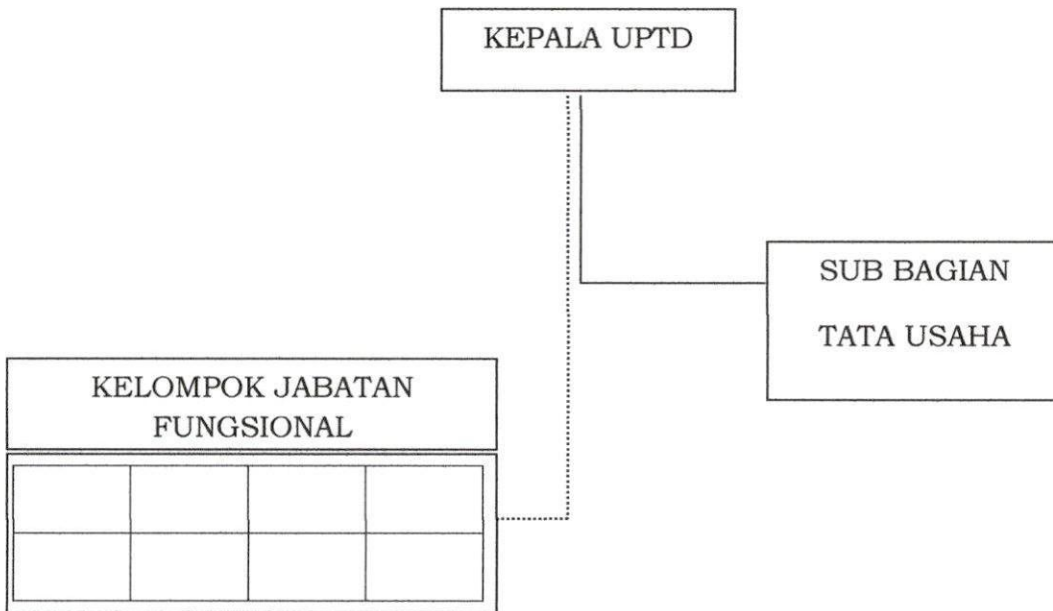 KEPALA UPTD
SUB BAGIAN
TATA USAHA
KELOMPOK JABATAN
FUNGSIONAL